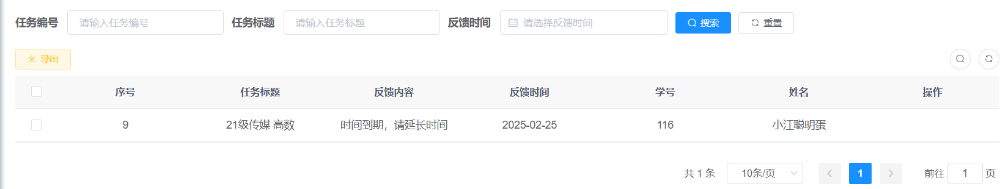 任务编号 请输入任务编号 任务标题 请输入任务标题 反馈时间 请选择反馈时间 搜索 重置
导出
序号 任务标题 反馈内容 反馈时间 学号 姓名 操作
9 21级传媒 高数 时间到期，请延长时间 2025-02-25 116 小江聪明蛋
共 1 条 10条/页 1 前往 1 页